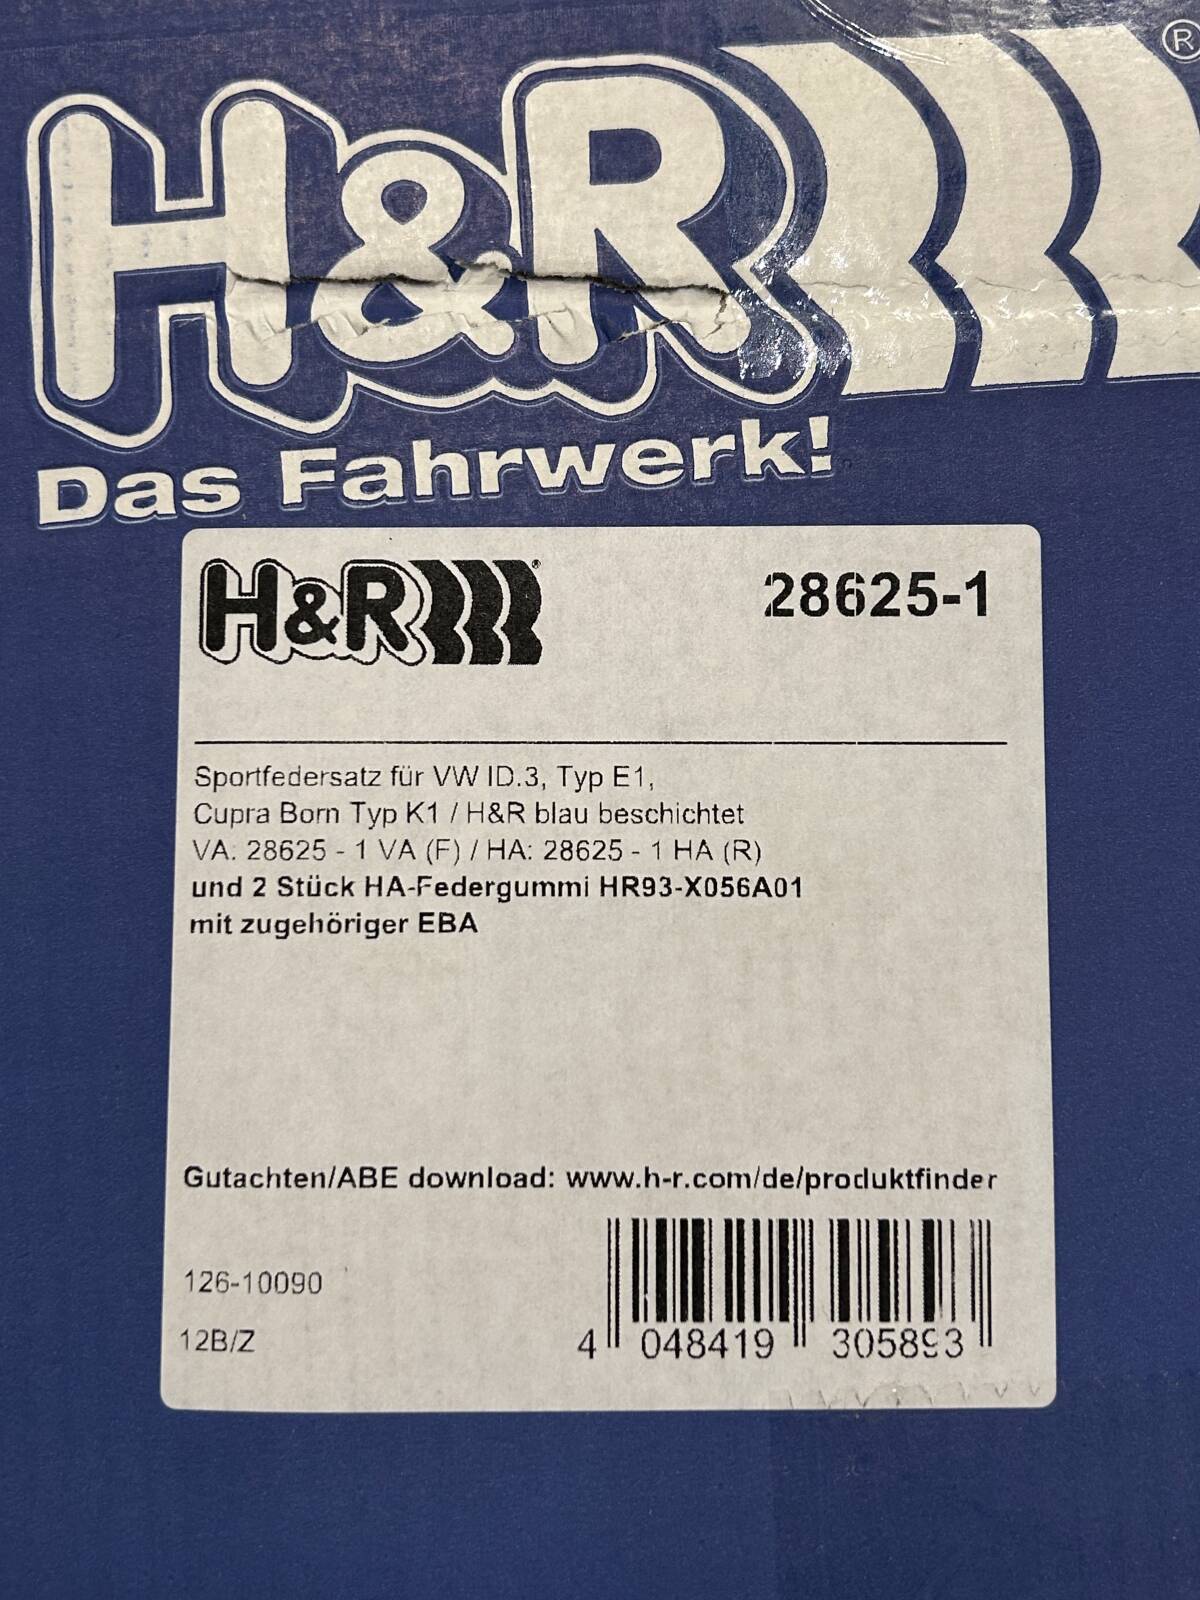 H&R®
Das Fahrwerk!
H&R®
28625-1
Sportfedersatz für VW ID.3, Typ E1,
Cupra Born Typ K1 / H&R blau beschichtet
VA: 28625 - 1 VA (F) / HA: 28625 - 1 HA (R)
und 2 Stück HA-Federgummi HR93-X056A01
mit zugehöriger EBA
Gutachten/ABE download: www.h-r.com/de/produktfinder
126-10090
12B/Z
4 048419 305893